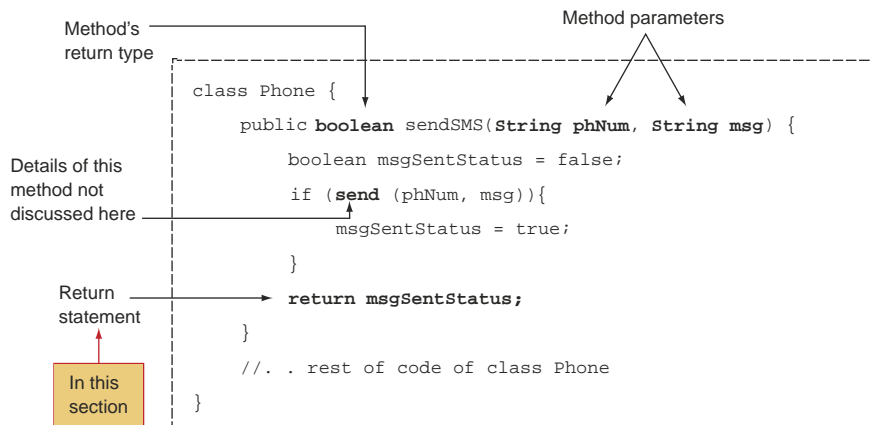 Method's
return type
Method parameters
class Phone {
public boolean sendSMS(String phNum, String msg) {
boolean msgSentStatus = false;
Details of this
method not
discussed here
if (send (phNum, msg)){
msgSentStatus = true;
}
Return
statement
return msgSentStatus;
}
In this
section
//. . rest of code of class Phone
}